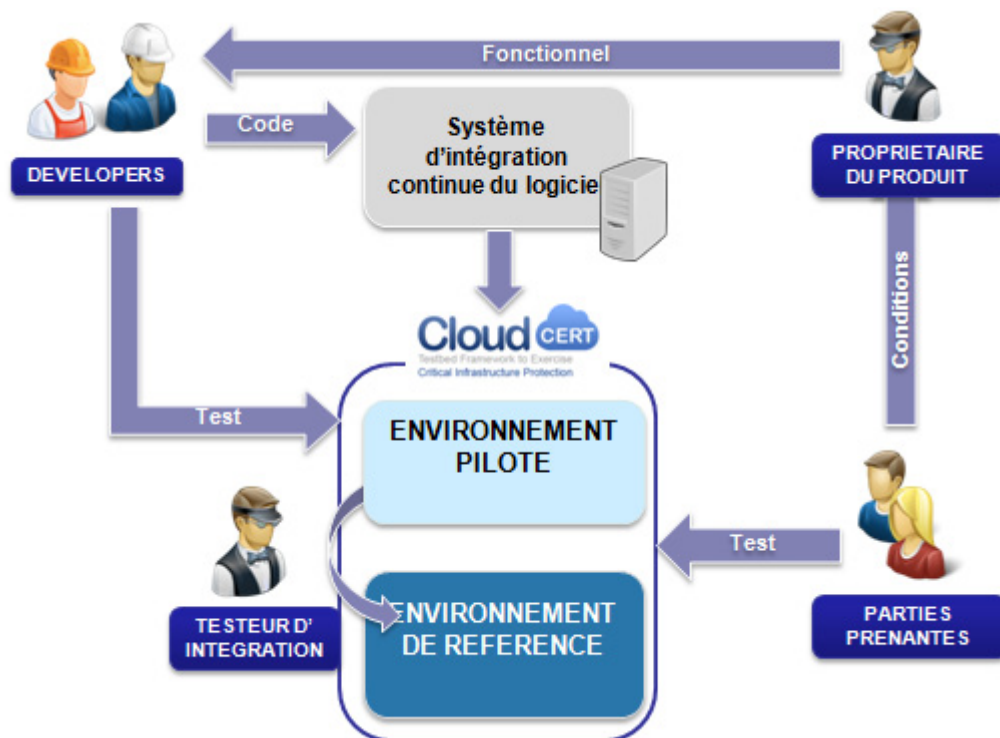 Fonctionnel
Code
Système
d'intégration
continue du logicie
DEVELOPERS
PROPRIETAIRE
DU PRODUIT
Conditions
Cloud CERT
Testbed Framework to Exercise
Critical Infrastructure Protection
Test
ENVIRONNEMENT
PILOTE
Test
TESTEUR D'
INTEGRATION
ENVIRONNEMENT
DE REFERENCE
PARTIES
PRENANTES